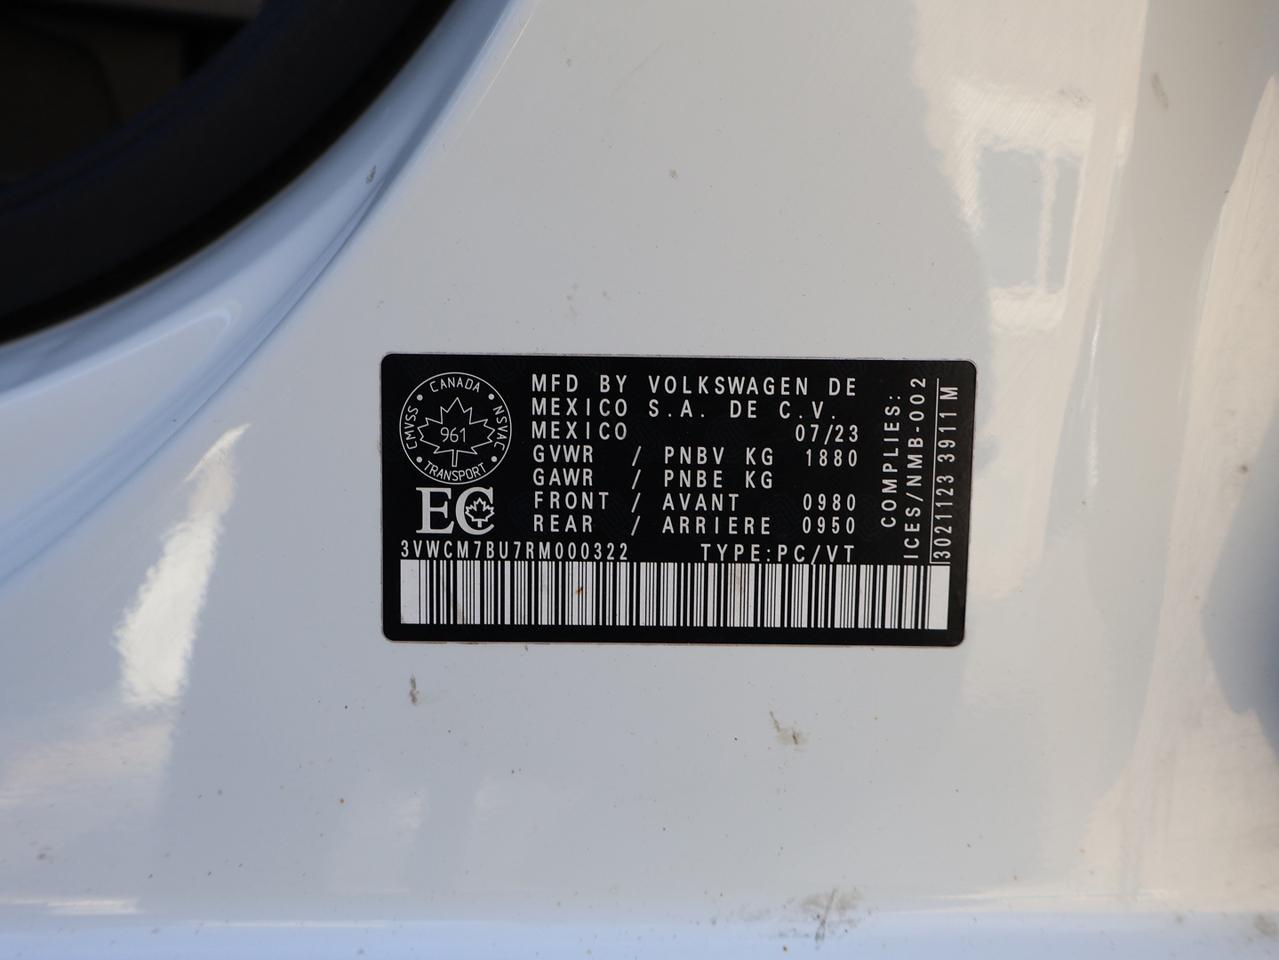 CANADA
CMVSS
NSVAC
961
TRANSPORT
EC
MFD BY VOLKSWAGEN DE
MEXICO S.A. DE C.V.
MEXICO 07/23
GVWR / PNBV KG 1880
GAWR / PNBE KG
FRONT / AVANT 0980
REAR / ARRIERE 0950
3VWCM7BU7RM000322 TYPE:PC/VT
COMPLIES:
ICES/NMB-002
3021123 3911 M